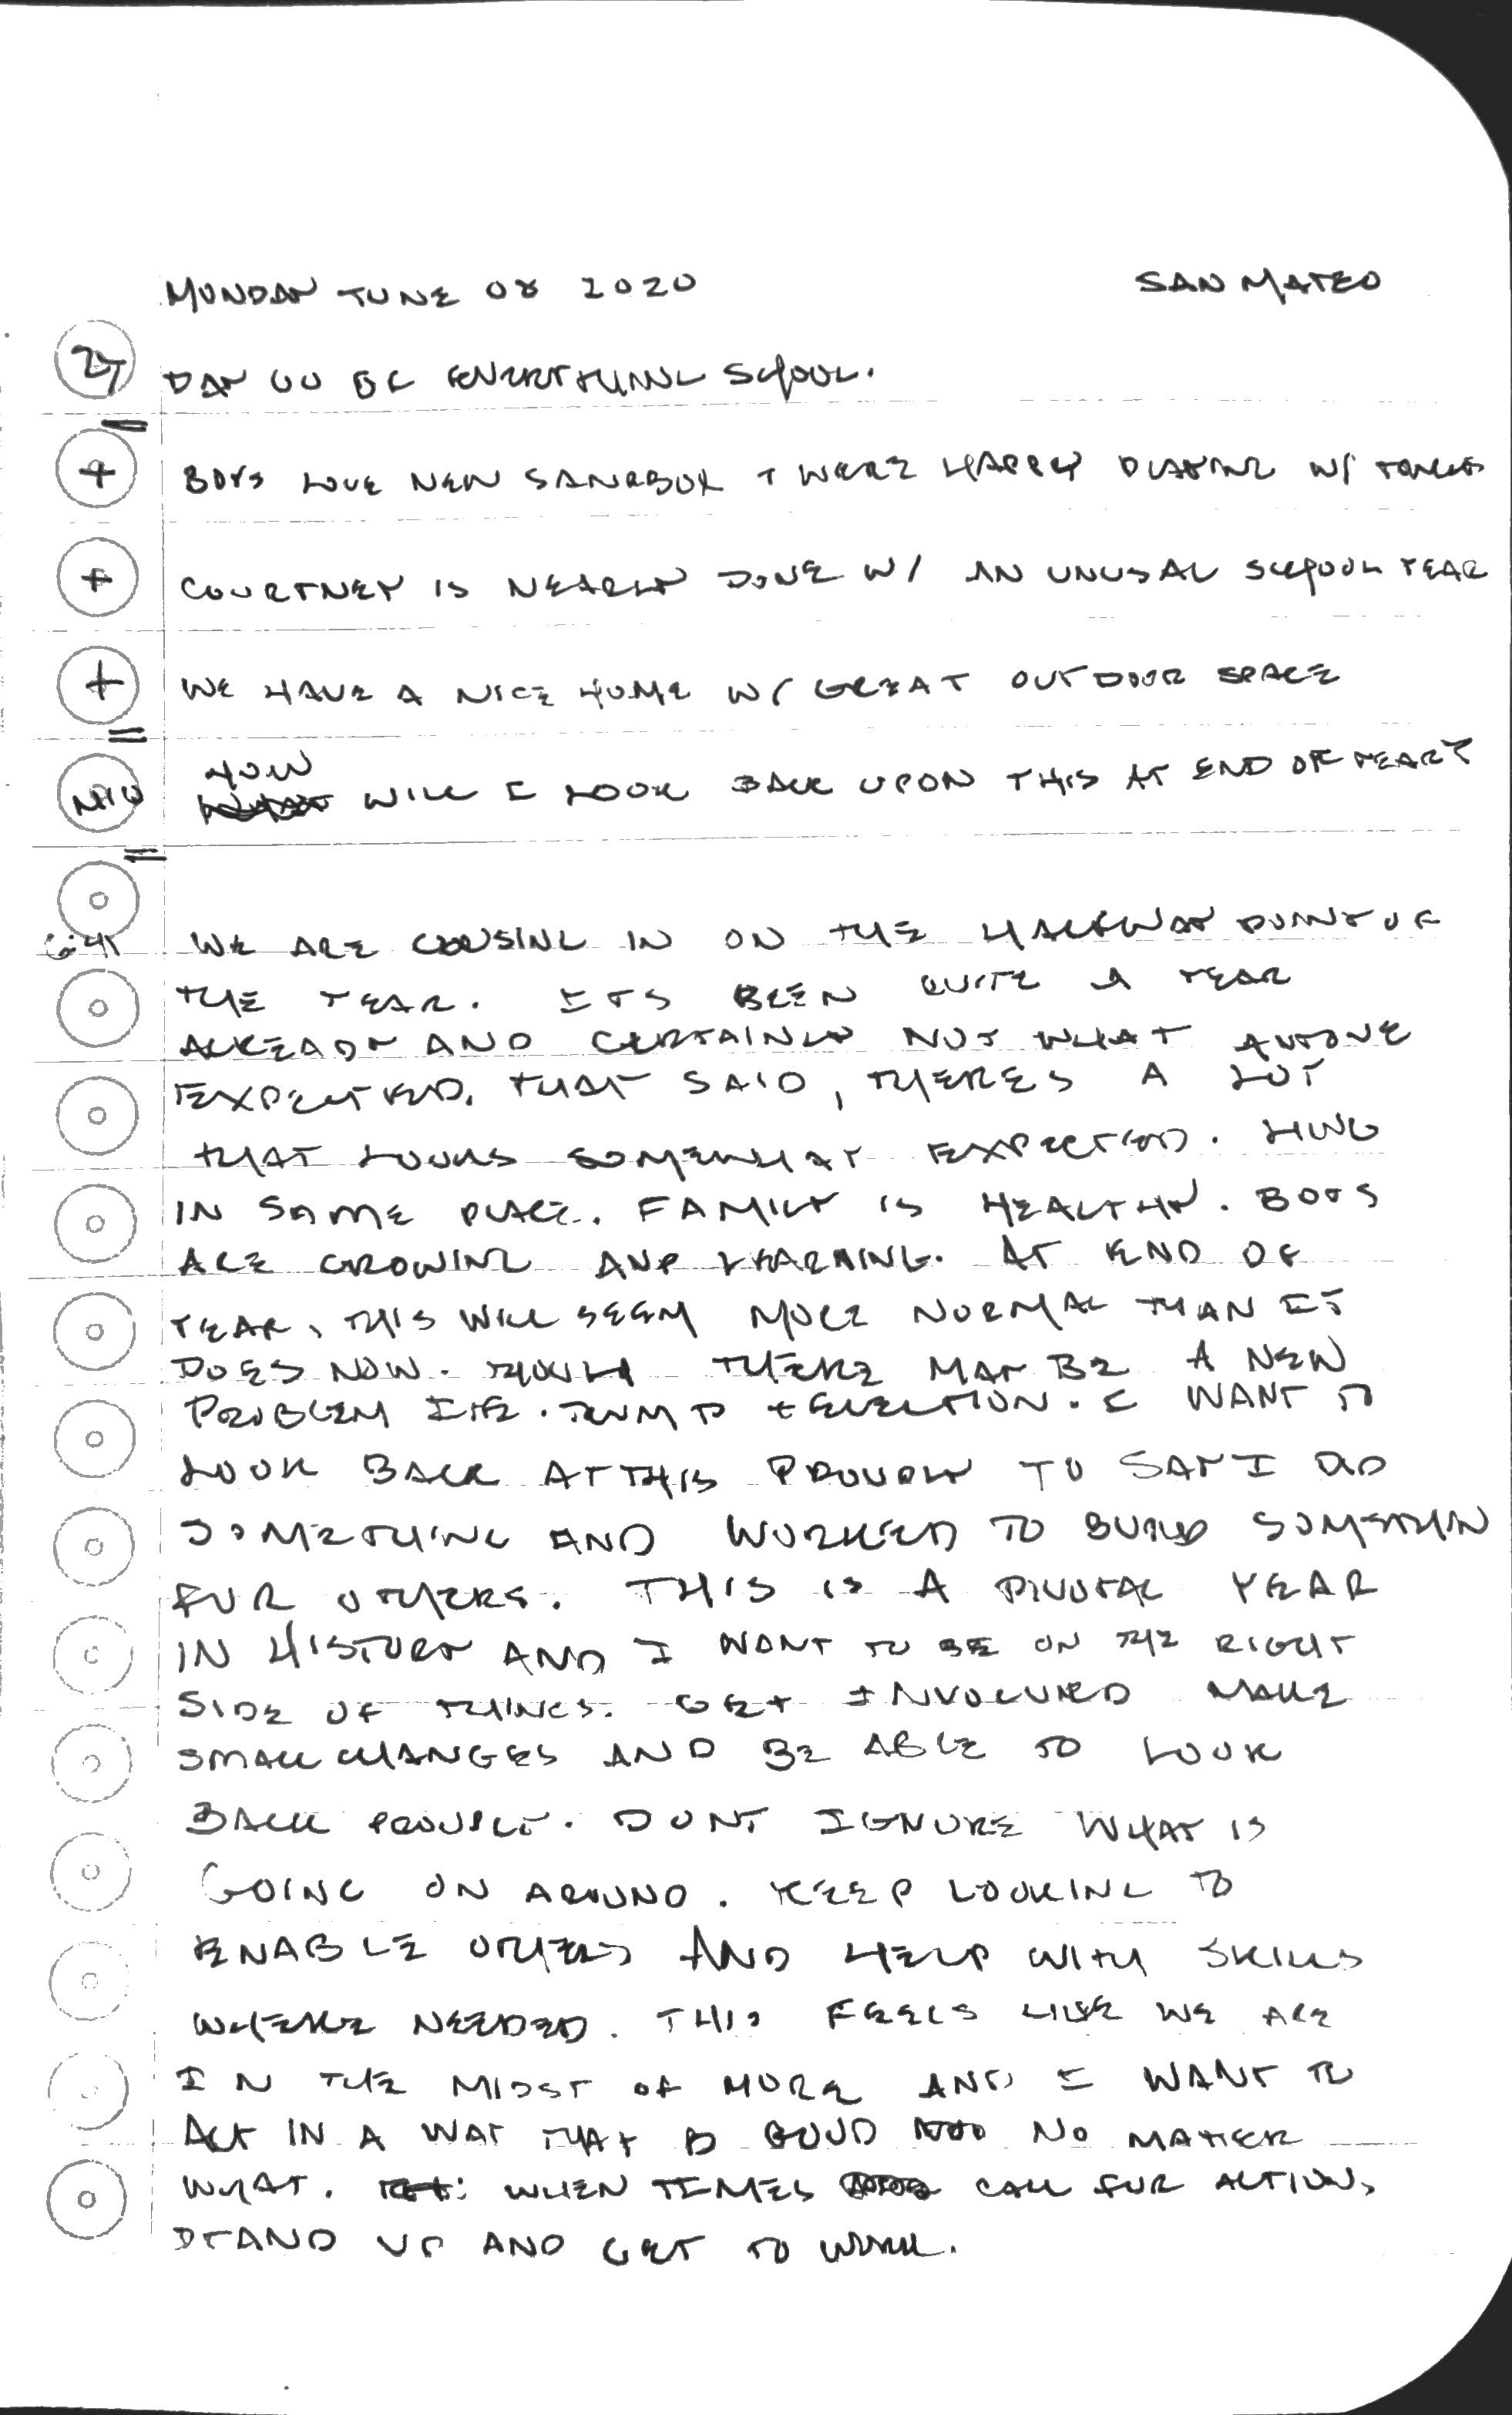 MONDAY JUNE 08 2020
SAN MATEO
DAY OF SCHOOL.
+ BOYS LOVE NEW SANDBOX + WERE HAPPY PLAYING W/
+ COURTNEY IS NEARLY DONE W/ AN UNUSAL SCHOOL YEAR
+ WE HAVE A NICE HOME W/ GREAT OUTDOOR SPACE
HOW
WILL I LOOK BACK UPON THIS AT END OF YEAR?
6:41 WE ARE CLOSING IN ON THE HALFWAY POINT OF
THE YEAR. ITS BEEN QUITE A YEAR
ALREADY AND CERTAINLY NOT WHAT ANYONE
EXPECTED. THAT SAID, THERES A LOT
THAT LOOKS SOMEWHAT EXPECTED. LIVING
IN SAME PLACE. FAMILY IS HEALTHY. BOYS
ARE GROWING AND LEARNING. AT END OF
YEAR, THIS WILL SEEM MORE NORMAL THAN IT
DOES NOW. THOUGH THERE MAY BE A NEW
PROBLEM IE. TRUMP + ELECTION. I WANT TO
LOOK BACK AT THIS PROUDLY TO SAY I DID
SOMETHING AND WORKED TO BUILD SOMETHIN
FOR OTHERS. THIS IS A PIVOTAL YEAR
IN HISTORY AND I WANT TO BE ON THE RIGHT
SIDE OF THINGS. GET INVOLVED MAKE
SMALL CHANGES AND BE ABLE TO LOOK
BACK PROUDLY. DONT IGNORE WHAT IS
GOING ON AROUND. KEEP LOOKING TO
ENABLE OTHERS AND HELP WITH SKILLS
WHERE NEEDED. THIS FEELS LIKE WE ARE
IN THE MIDST OF MORE AND I WANT TO
ACT IN A WAY THAT IS GOOD NO MATTER
WHAT. WHEN TIMES CALL FOR ACTION,
STAND UP AND GET TO WORK.